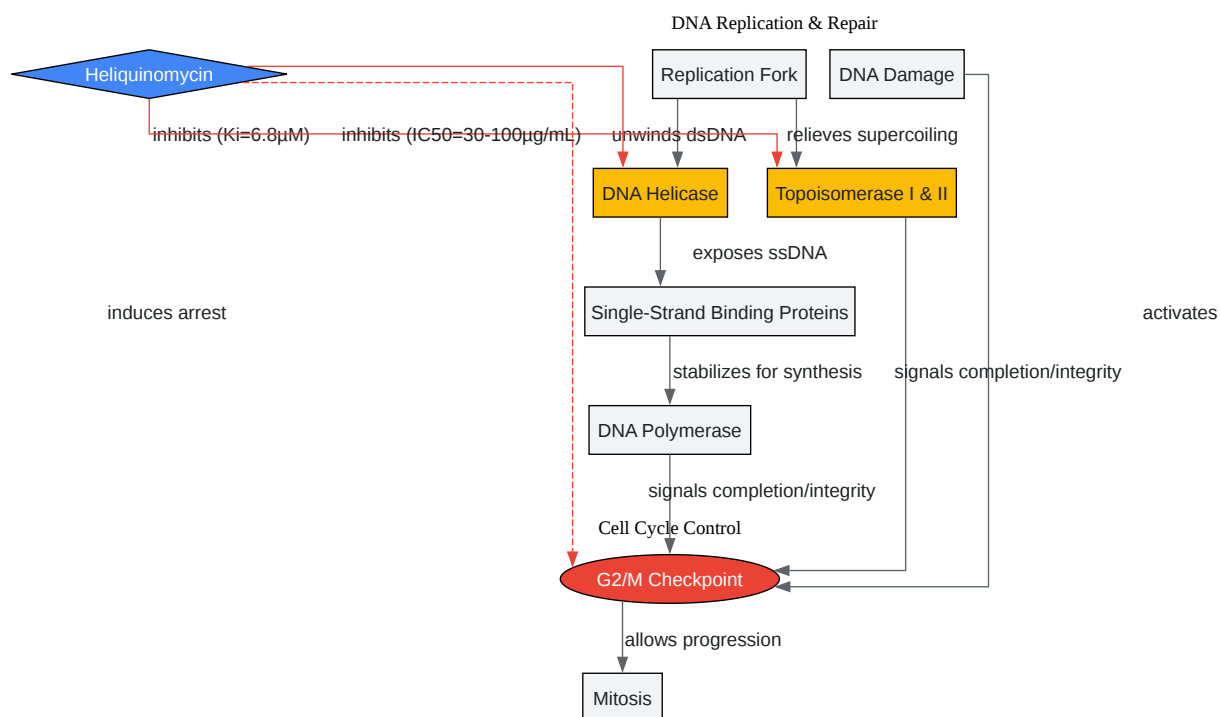 DNA Replication & Repair
Heliquinomycin
Replication Fork
DNA Damage
inhibits (Ki=6.8µM)
inhibits (IC50=30-100µg/mL)
unwinds dsDNA
relieves supercoiling
DNA Helicase
Topoisomerase I & II
exposes ssDNA
induces arrest
Single-Strand Binding Proteins
activates
stabilizes for synthesis
signals completion/integrity
DNA Polymerase
signals completion/integrity
Cell Cycle Control
G2/M Checkpoint
allows progression
Mitosis